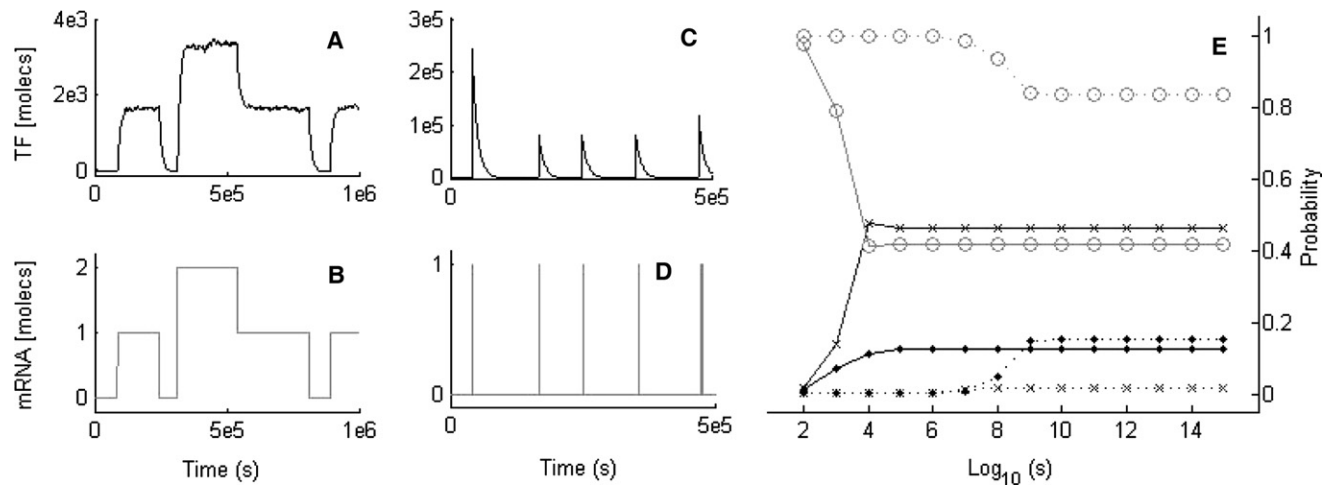 A
TF [molecs]
4e3
2e3
0
0
5e5
1e6
B
mRNA [molecs]
2
1
0
0
5e5
1e6
Time (s)
C
3e5
1e5
0
0
5e5
D
1
0
0
5e5
Time (s)
E
1
0.8
0.6
0.4
0.2
0
Probability
2 4 6 8 10 12 14
Log10 (s)